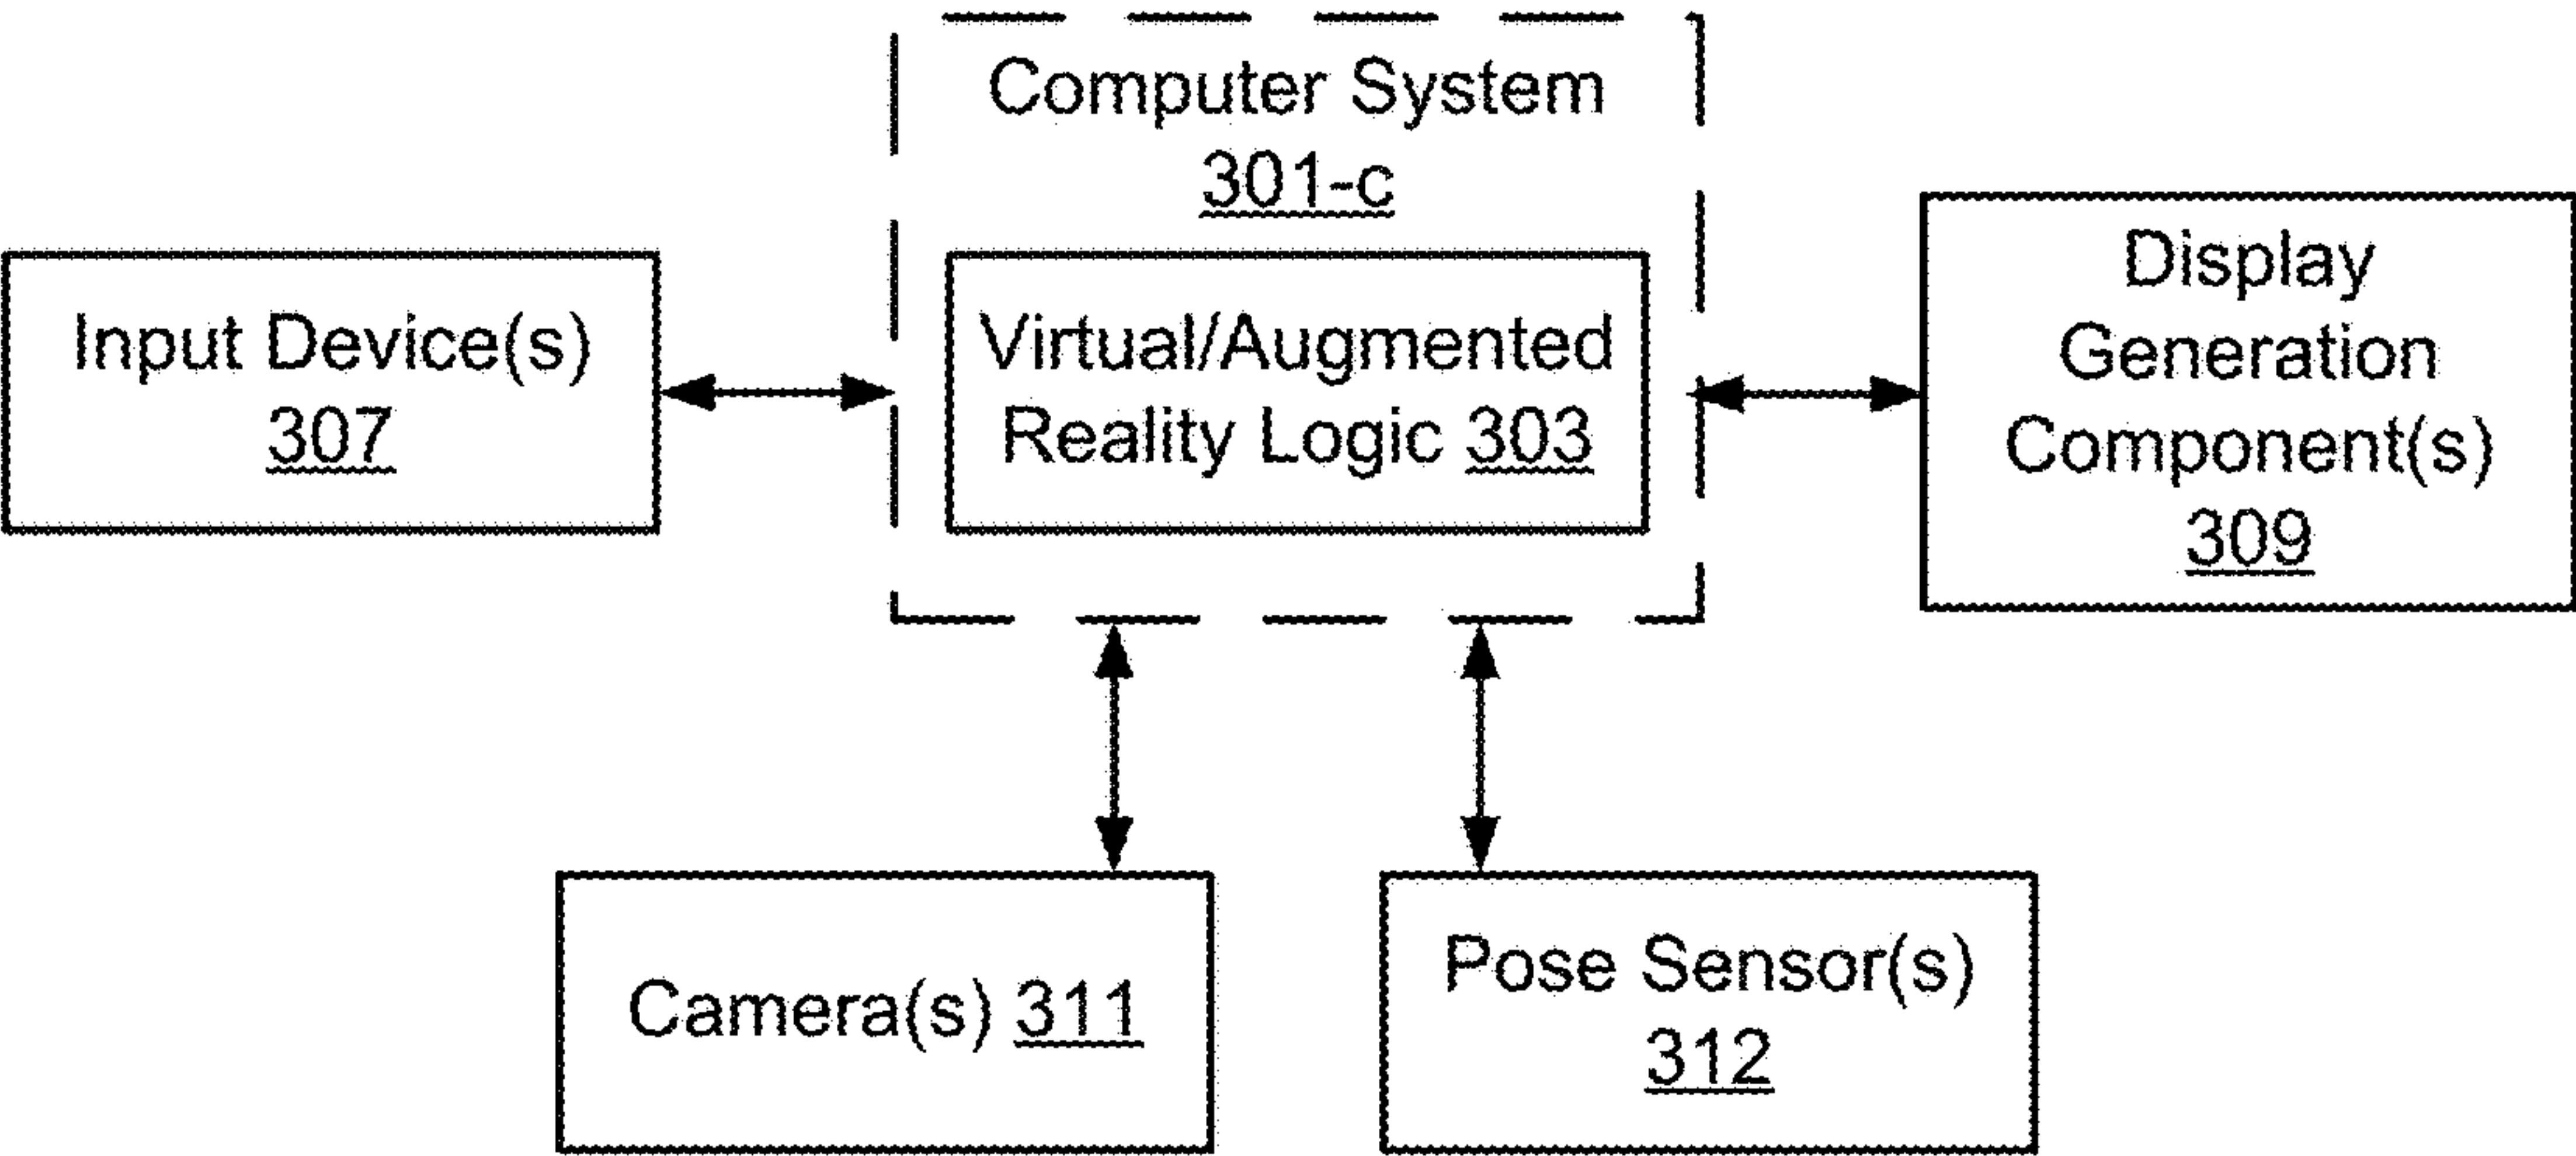 Computer System
301-c
Input Device(s)
307
Virtual/Augmented
Reality Logic 303
Display
Generation
Component(s)
309
Camera(s) 311
Pose Sensor(s)
312